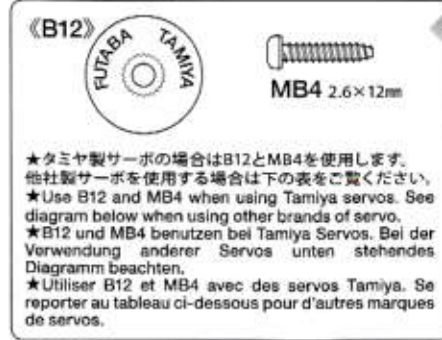 《B12》
FUTABA TAMIYA
MB4 2.6×12㎜
★タミヤ製サーボの場合はB12とMB4を使用します。
他社製サーボを使用する場合は下の表をご覧ください。
★Use B12 and MB4 when using Tamiya servos. See
diagram below when using other brands of servo.
★B12 und MB4 benutzen bei Tamiya Servos. Bei der
Verwendung anderer Servos unten stehendes
Diagramm beachten.
★Utiliser B12 et MB4 avec des servos Tamiya. Se
reporter au tableau ci-dessous pour d'autres marques
de servos.